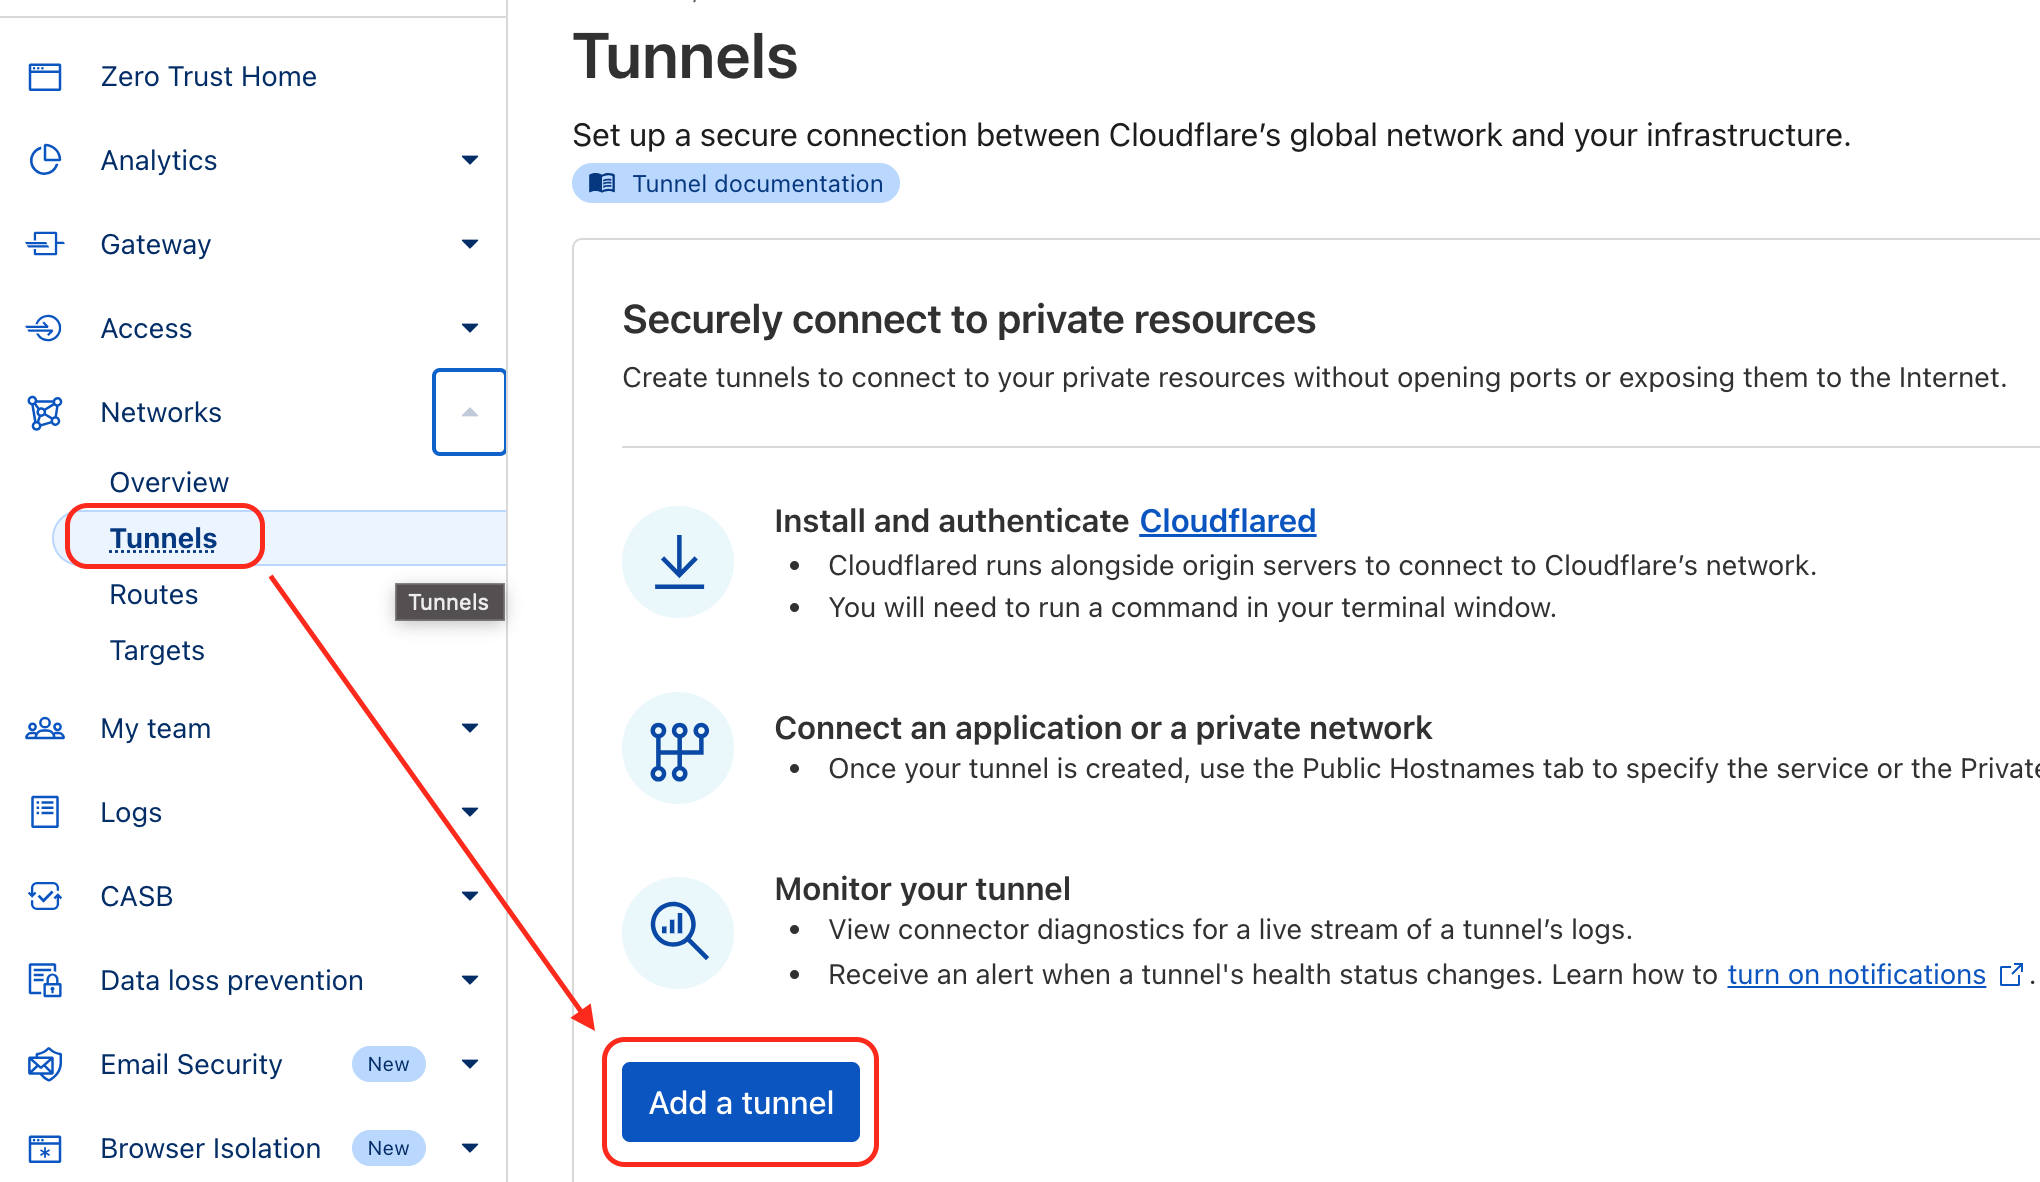 Zero Trust Home
Analytics
Gateway
Access
Networks
Overview
Tunnels
Routes
Tunnels
Targets
My team
Logs
CASB
Data loss prevention
Email Security New
Browser Isolation New
Tunnels
Set up a secure connection between Cloudflare’s global network and your infrastructure.
Tunnel documentation
Securely connect to private resources
Create tunnels to connect to your private resources without opening ports or exposing them to the Internet.
Install and authenticate Cloudflared
• Cloudflared runs alongside origin servers to connect to Cloudflare’s network.
• You will need to run a command in your terminal window.
Connect an application or a private network
• Once your tunnel is created, use the Public Hostnames tab to specify the service or the Private
Monitor your tunnel
• View connector diagnostics for a live stream of a tunnel’s logs.
• Receive an alert when a tunnel's health status changes. Learn how to turn on notifications.
Add a tunnel